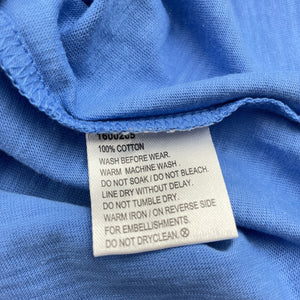 1600205
100% COTTON
WASH BEFORE WEAR.
WARM MACHINE WASH .
DO NOT SOAK / DO NOT BLEACH.
LINE DRY WITHOUT DELAY.
DO NOT TUMBLE DRY.
WARM IRON / ON REVERSE SIDE
FOR EMBELLISHMENTS.
DO NOT DRYCLEAN.